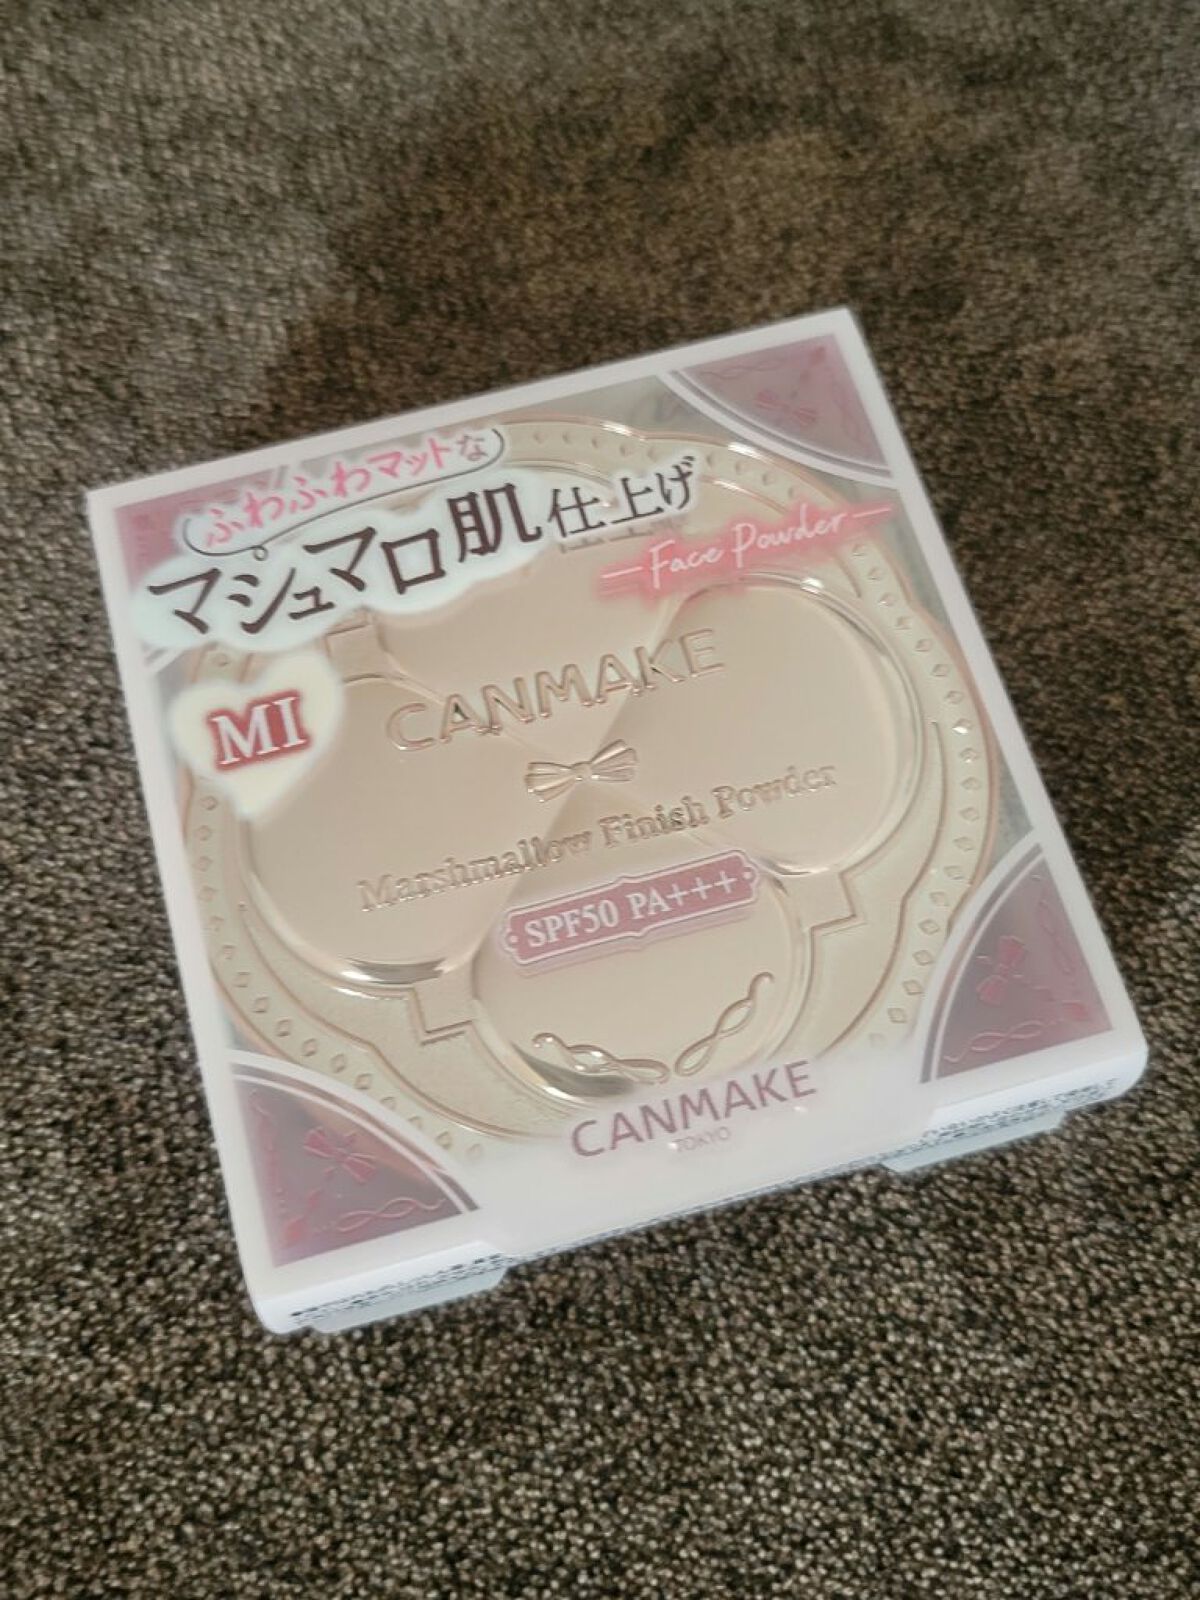 ふわふわマットな
マシュマロ肌仕上げ
Face Powder
MI
CANMAKE
Marshmallow Finish Powder
SPF50 PA+++
CANMAKE
TOKYO